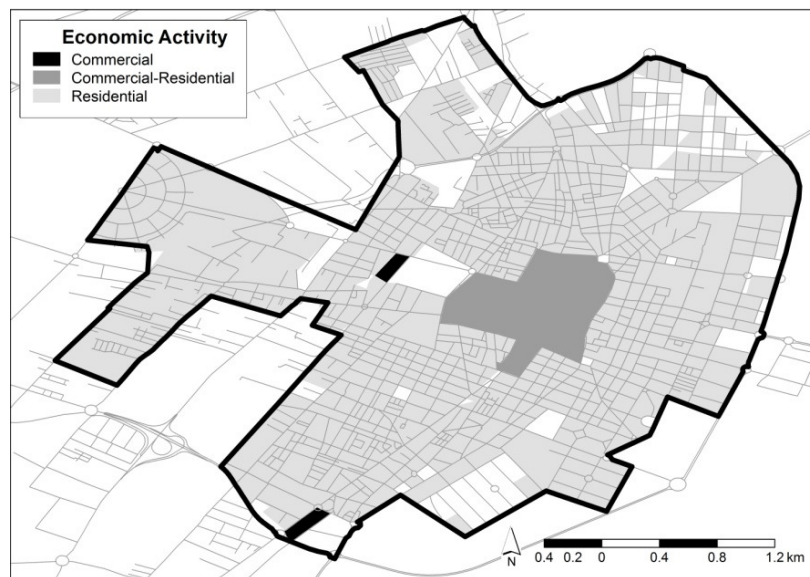 Economic Activity
Commercial
Commercial-Residential
Residential
N
0.4 0.2 0 0.4 0.8 1.2 km